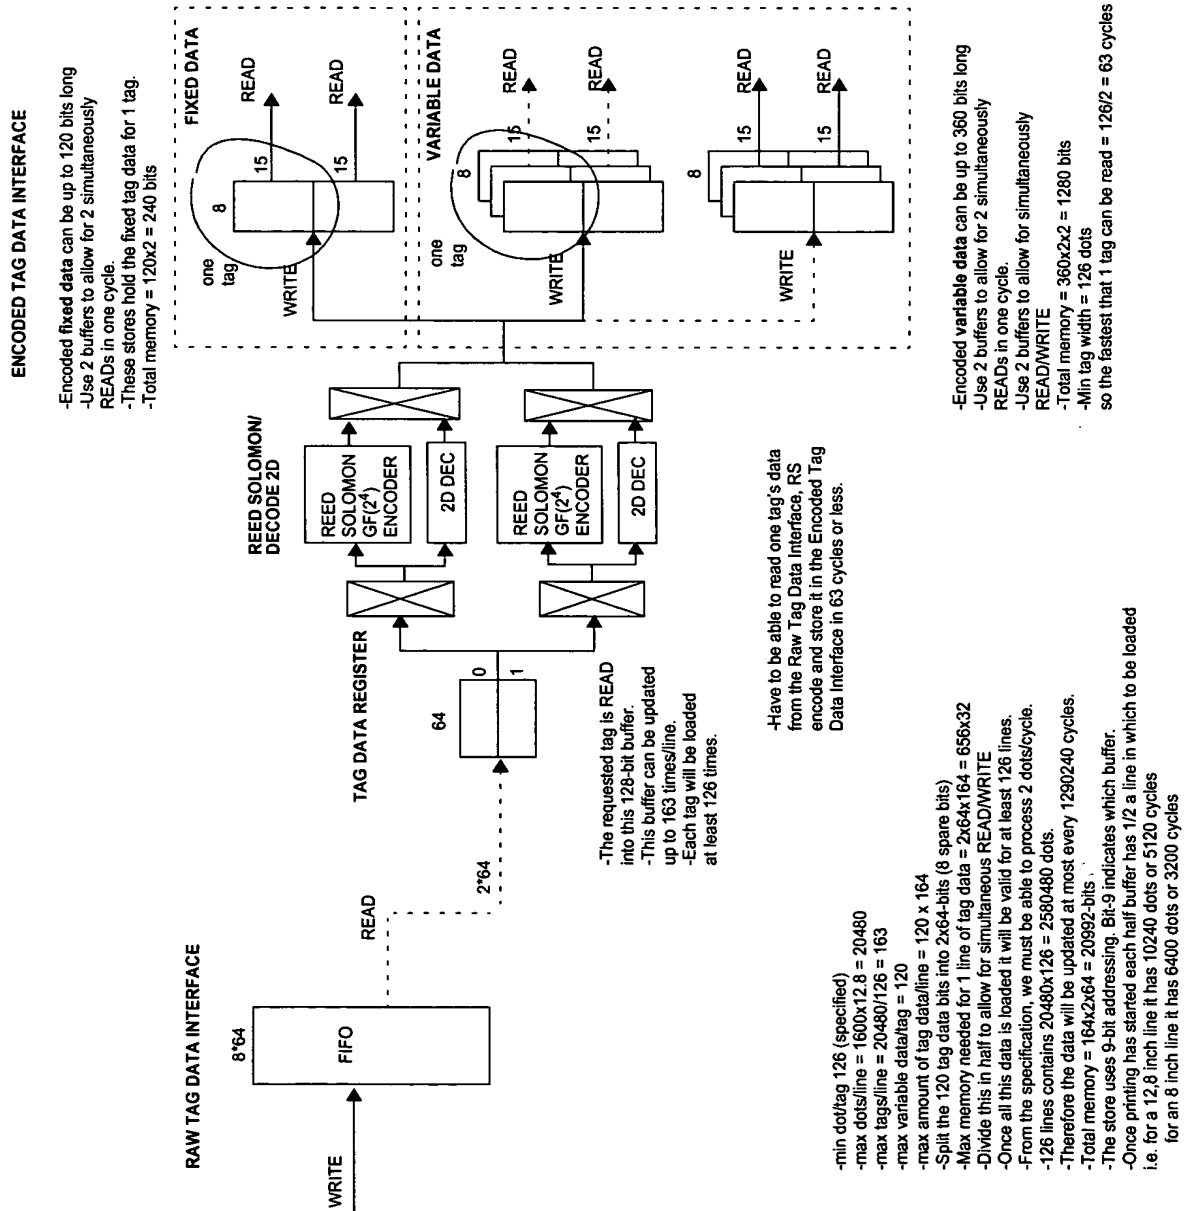 ENCODED TAG DATA INTERFACE
-Encoded fixed data can be up to 120 bits long
-Use 2 buffers to allow for 2 simultaneously
READs in one cycle.
-These stores hold the fixed tag data for 1 tag.
-Total memory = 120x2 = 240 bits
FIXED DATA
READ
READ
15
15
8
one
tag
WRITE
VARIABLE DATA
READ
READ
15
15
8
one
tag
WRITE
READ
READ
15
15
8
WRITE
-Encoded variable data can be up to 360 bits long
-Use 2 buffers to allow for 2 simultaneously
READs in one cycle.
-Use 2 buffers to allow for simultaneously
READ/WRITE
-Total memory = 360x2x2 = 1280 bits
-Min tag width = 126 dots
so the fastest that 1 tag can be read = 126/2 = 63 cycles
REED SOLOMON/
DECODE 2D
REED
SOLOMON
GF(2⁴)
ENCODER
2D DEC
REED
SOLOMON
GF(2⁴)
ENCODER
2D DEC
-Have to be able to read one tag's data
from the Raw Tag Data Interface, RS
encode and store it in the Encoded Tag
Data Interface in 63 cycles or less.
TAG DATA REGISTER
64
0
1
-The requested tag is READ
into this 128-bit buffer.
-This buffer can be updated
up to 163 times/line.
-Each tag will be loaded
at least 126 times.
READ
2*64
RAW TAG DATA INTERFACE
8*64
FIFO
WRITE
-min dot/tag 126 (specified)
-max dots/line = 1600x12.8 = 20480
-max tags/line = 20480/126 = 163
-max variable data/tag = 120
-max amount of tag data/line = 120 x 164
-Split the 120 tag data bits into 2x64-bits (8 spare bits)
-Max memory needed for 1 line of tag data = 2x64x164 = 656x32
-Divide this in half to allow for simultaneous READ/WRITE
-Once all this data is loaded it will be valid for at least 126 lines.
-From the specification, we must be able to process 2 dots/cycle.
-126 lines contains 20480x126 = 2580480 dots.
-Therefore the data will be updated at most every 1290240 cycles.
-Total memory = 164x2x64 = 20992-bits
-The store uses 9-bit addressing. Bit-9 indicates which buffer.
-Once printing has started each half buffer has 1/2 a line in which to be loaded
i.e. for a 12,8 inch line it has 10240 dots or 5120 cycles
for an 8 inch line it has 6400 dots or 3200 cycles